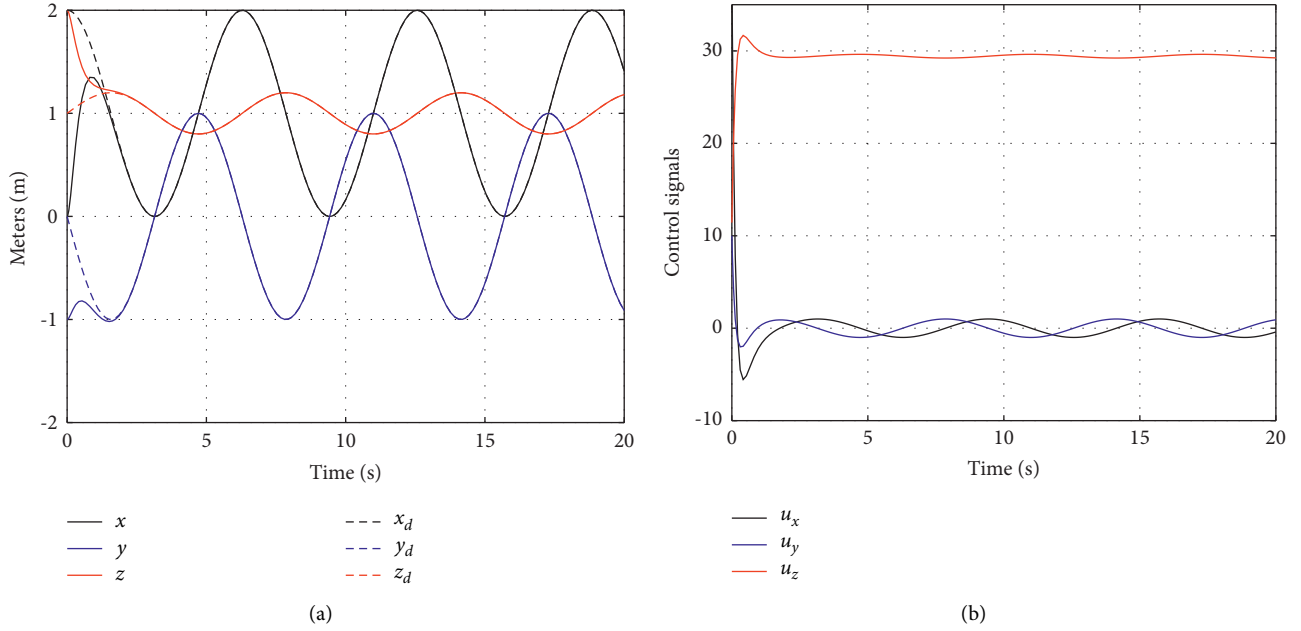 2
1
0
-1
-2
Meters (m)
0 5 10 15 20
Time (s)
x
y
z
x_d
y_d
z_d
(a)
30
20
10
0
-10
Control signals
0 5 10 15 20
Time (s)
u_x
u_y
u_z
(b)